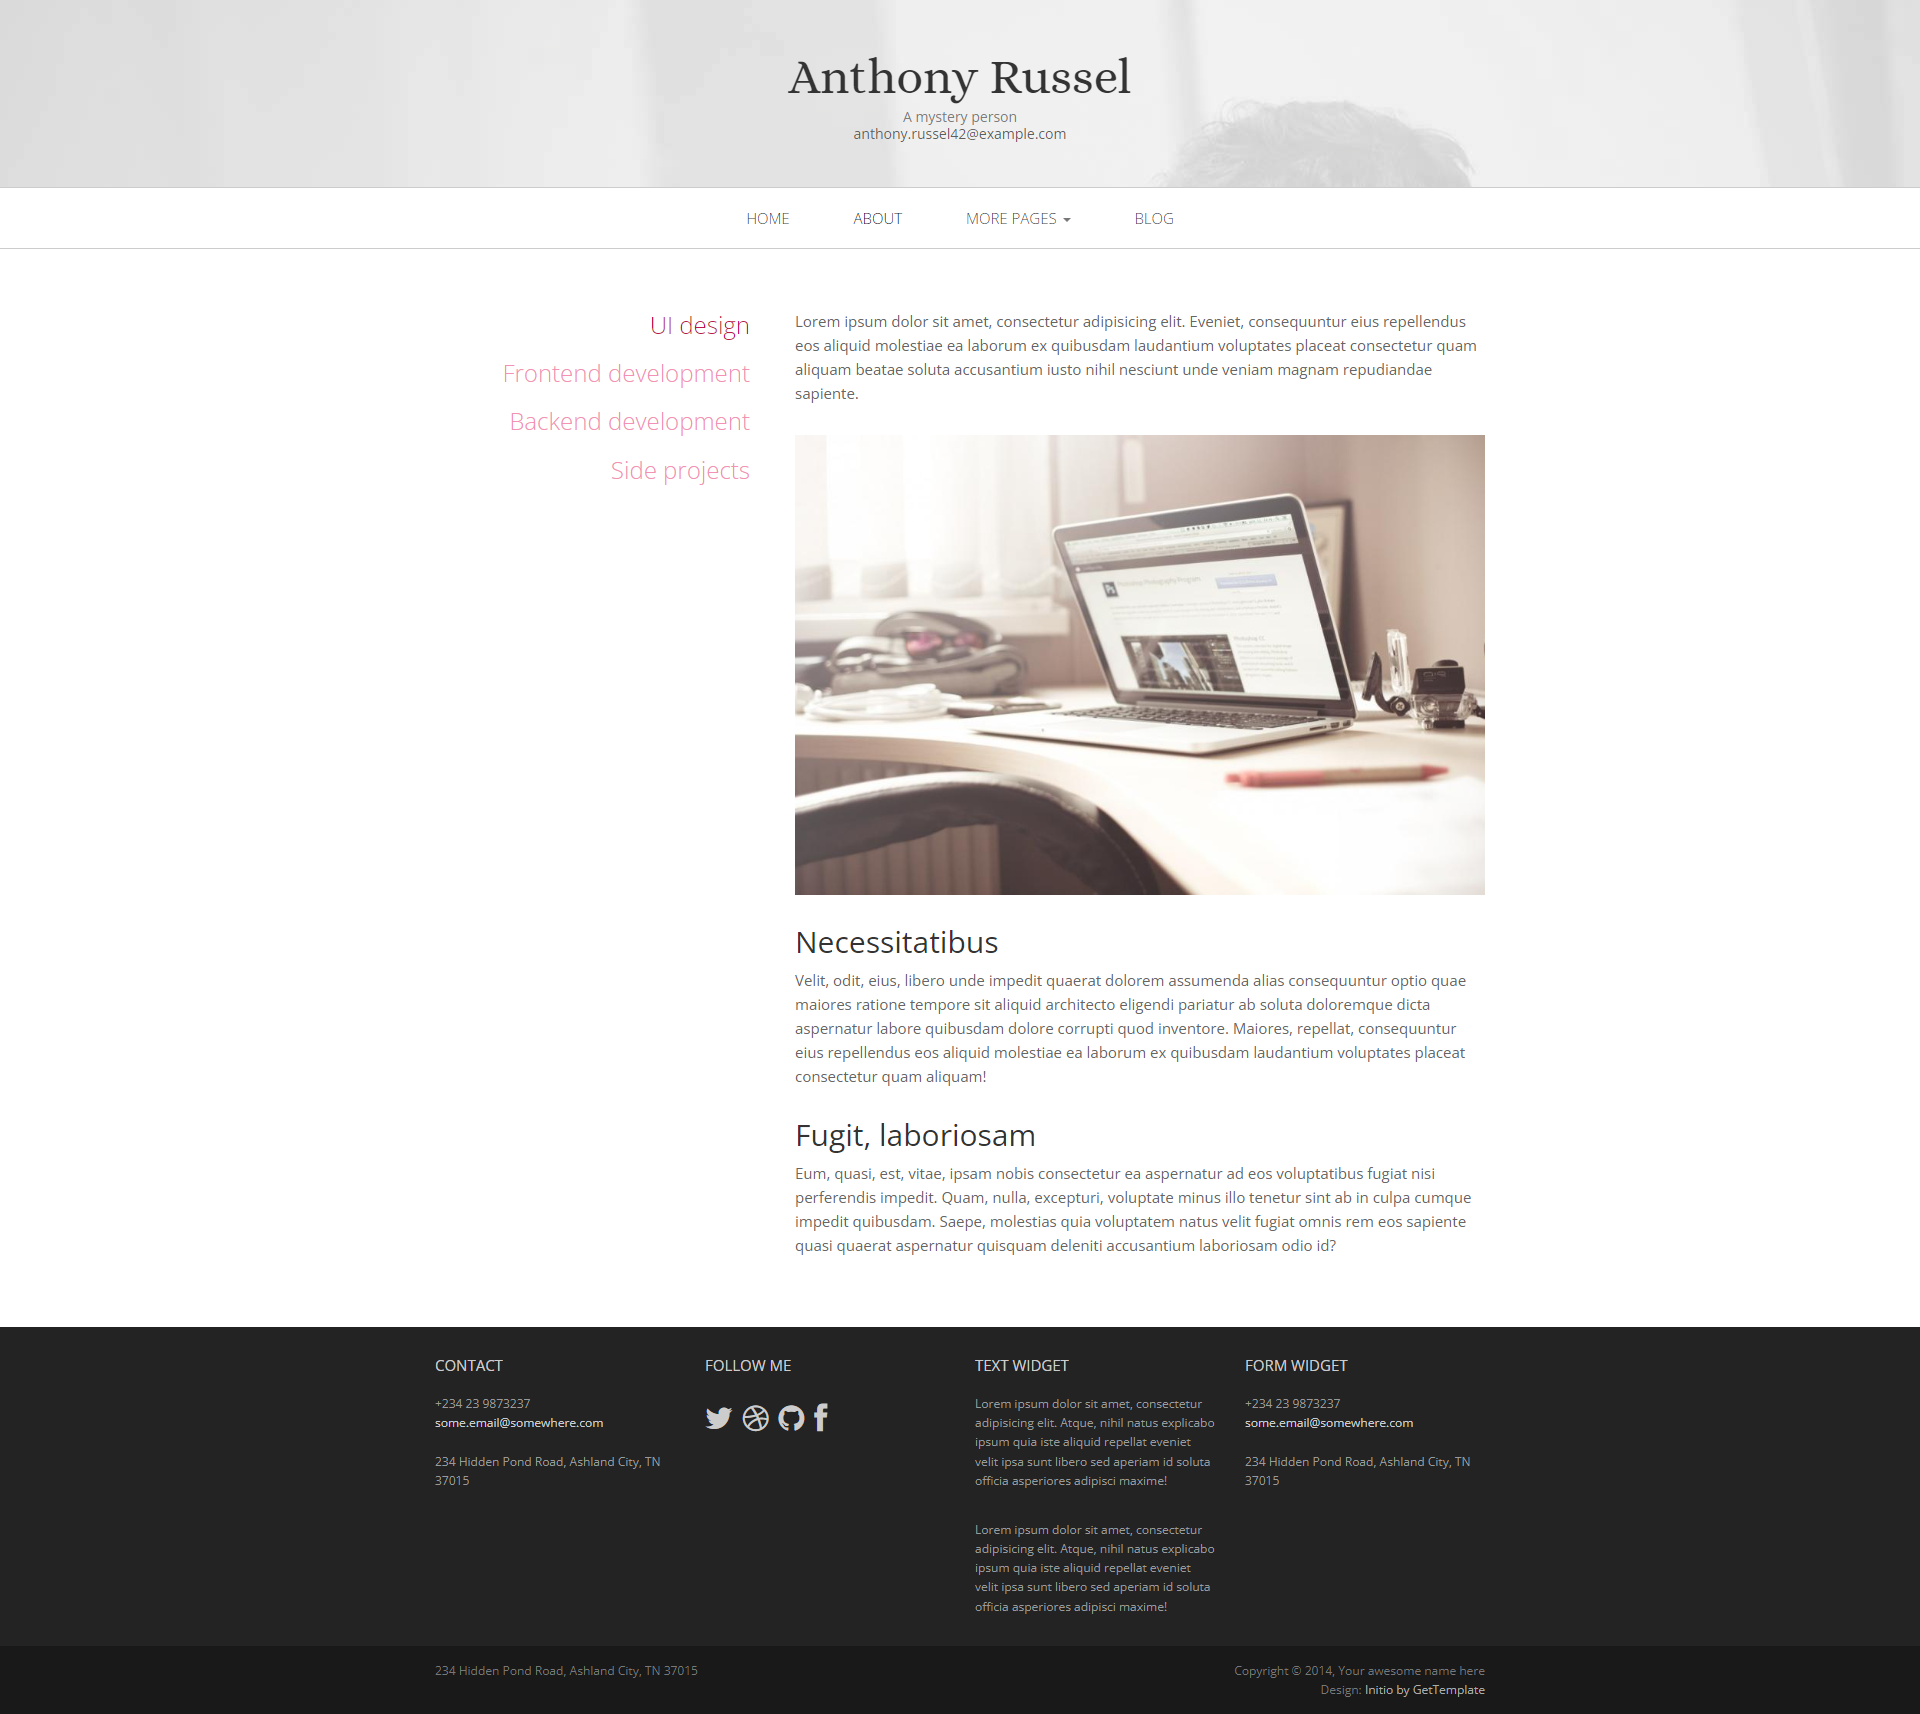 Anthony Russel
A mystery person
anthony.russel42@example.com
HOME
ABOUT
MORE PAGES
BLOG
UI design
Frontend development
Backend development
Side projects
Lorem ipsum dolor sit amet, consectetur adipisicing elit. Eveniet, consequuntur eius repellendus
eos aliquid molestiae ea laborum ex quibusdam laudantium voluptates placeat consectetur quam
aliquam beatae soluta accusantium iusto nihil nesciunt unde veniam magnam repudiandae
sapiente.
Necessitatibus
Velit, odit, eius, libero unde impedit quaerat dolorem assumenda alias consequuntur optio quae
maiores ratione tempore sit aliquid architecto eligendi pariatur ab soluta doloremque dicta
aspernatur labore quibusdam dolore corrupti quod inventore. Maiores, repellat, consequuntur
eius repellendus eos aliquid molestiae ea laborum ex quibusdam laudantium voluptates placeat
consectetur quam aliquam!
Fugit, laboriosam
Eum, quasi, est, vitae, ipsam nobis consectetur ea aspernatur ad eos voluptatibus fugiat nisi
perferendis impedit. Quam, nulla, excepturi, voluptate minus illo tenetur sint ab in culpa cumque
impedit quibusdam. Saepe, molestias quia voluptatem natus velit fugiat omnis rem eos sapiente
quasi quaerat aspernatur quisquam deleniti accusantium laboriosam odio id?
CONTACT
+234 23 9873237
some.email@somewhere.com
234 Hidden Pond Road, Ashland City, TN
37015
FOLLOW ME
TEXT WIDGET
Lorem ipsum dolor sit amet, consectetur
adipisicing elit. Atque, nihil natus explicabo
ipsum quia iste aliquid repellat eveniet
velit ipsa sunt libero sed aperiam id soluta
officia asperiores adipisci maxime!
Lorem ipsum dolor sit amet, consectetur
adipisicing elit. Atque, nihil natus explicabo
ipsum quia iste aliquid repellat eveniet
velit ipsa sunt libero sed aperiam id soluta
officia asperiores adipisci maxime!
FORM WIDGET
+234 23 9873237
some.email@somewhere.com
234 Hidden Pond Road, Ashland City, TN
37015
234 Hidden Pond Road, Ashland City, TN 37015
Copyright © 2014, Your awesome name here
Design: Initio by GetTemplate